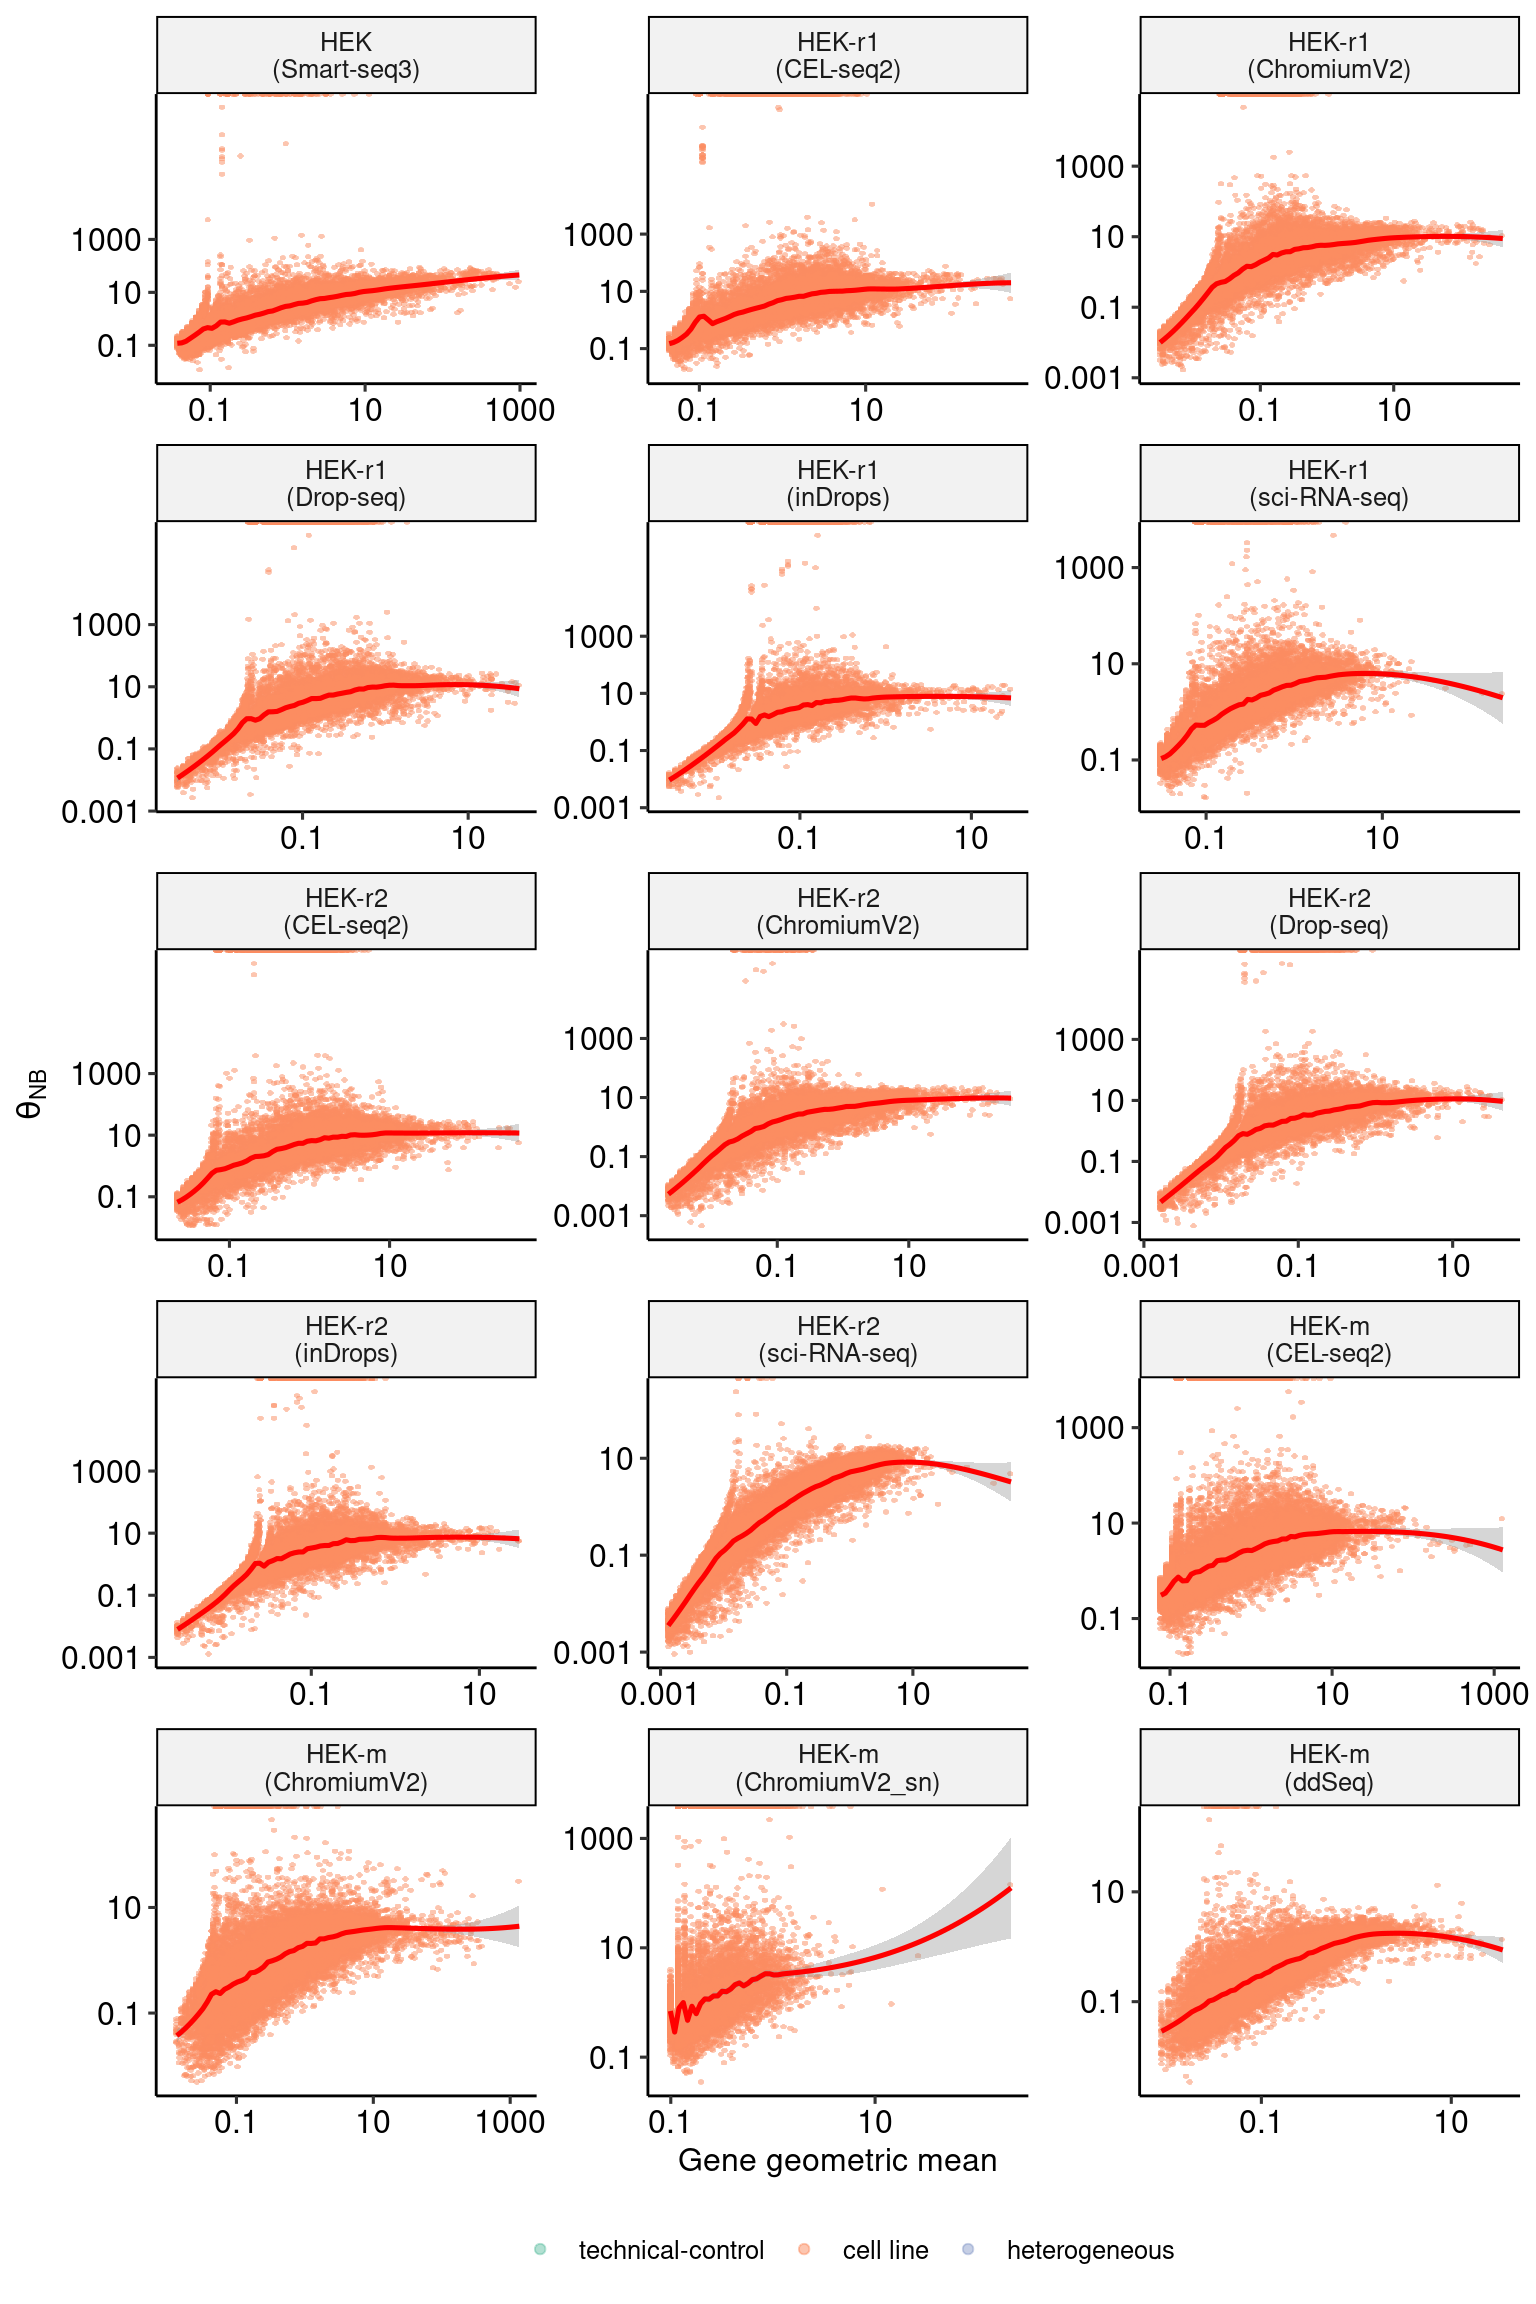 HEK
(Smart-seq3)
HEK-r1
(CEL-seq2)
HEK-r1
(ChromiumV2)
1000
10
0.1
0.1 10 1000
1000
10
0.1
0.1 10
1000
10
0.1
0.001
0.1 10
HEK-r1
(Drop-seq)
HEK-r1
(inDrops)
HEK-r1
(sci-RNA-seq)
1000
10
0.1
0.001
0.1 10
1000
10
0.1
0.001
0.1 10
1000
10
0.1
0.1 10
HEK-r2
(CEL-seq2)
HEK-r2
(ChromiumV2)
HEK-r2
(Drop-seq)
θNB
1000
10
0.1
0.1 10
1000
10
0.1
0.001
0.1 10
1000
10
0.1
0.001
0.001 0.1 10
HEK-r2
(inDrops)
HEK-r2
(sci-RNA-seq)
HEK-m
(CEL-seq2)
1000
10
0.1
0.001
0.1 10
10
0.1
0.001
0.001 0.1 10
1000
10
0.1
0.1 10 1000
HEK-m
(ChromiumV2)
HEK-m
(ChromiumV2_sn)
HEK-m
(ddSeq)
10
0.1
0.1 10 1000
1000
10
0.1
0.1 10
10
0.1
0.1 10
Gene geometric mean
technical-control cell line heterogeneous